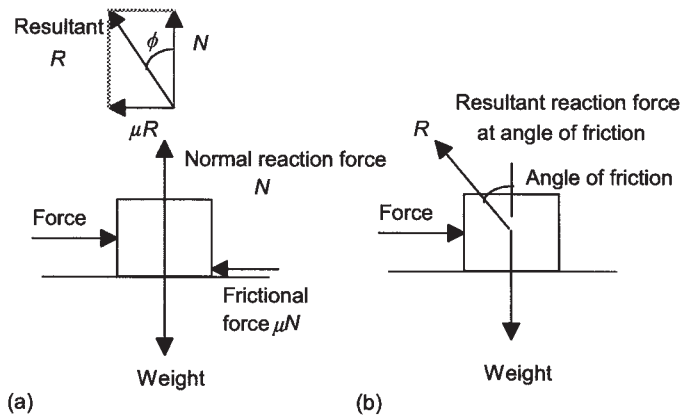 Resultant
R
φ
N
μR
Normal reaction force
N
Force
Frictional
force μN
Weight
(a)
Resultant reaction force
at angle of friction
R
Angle of friction
Force
Weight
(b)